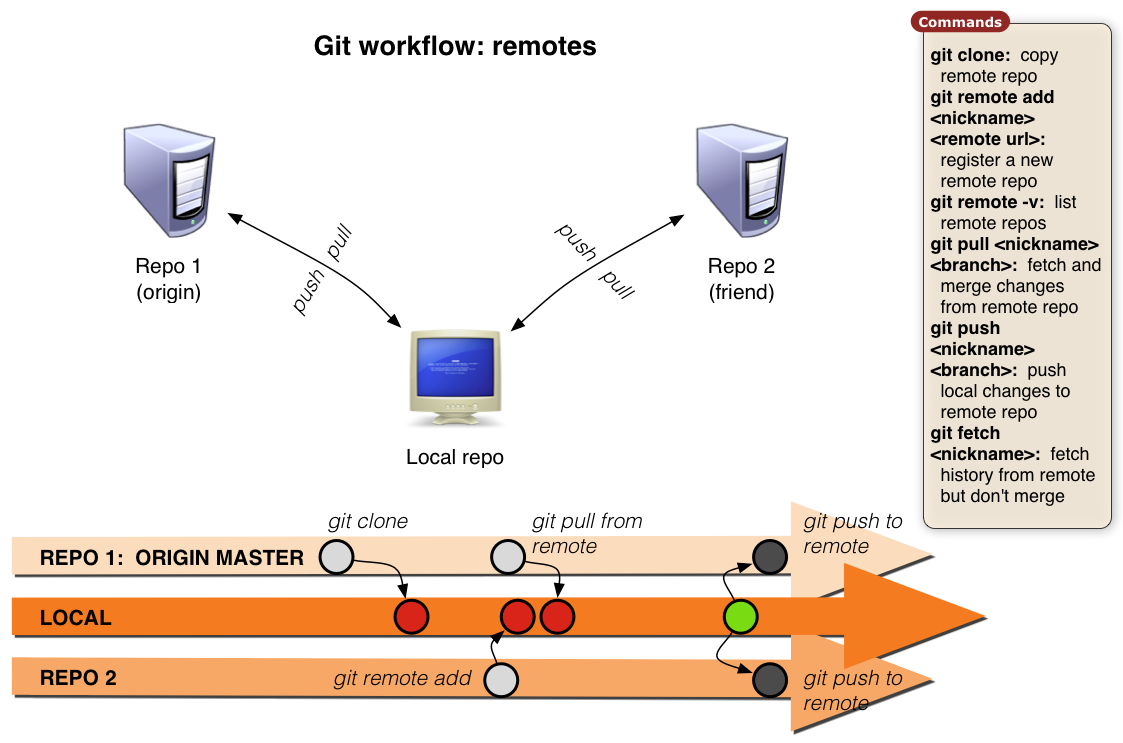 Git workflow: remotes
Commands
git clone: copy
remote repo
git remote add
<nickname>
<remote url>:
register a new
remote repo
git remote -v: list
remote repos
git pull <nickname>
<branch>: fetch and
merge changes
from remote repo
git push
<nickname>
<branch>: push
local changes to
remote repo
git fetch
<nickname>: fetch
history from remote
but don't merge
Repo 1
(origin)
push pull
push pull
Repo 2
(friend)
Local repo
git clone
git pull from
remote
git push to
remote
REPO 1: ORIGIN MASTER
LOCAL
REPO 2
git remote add
git push to
remote